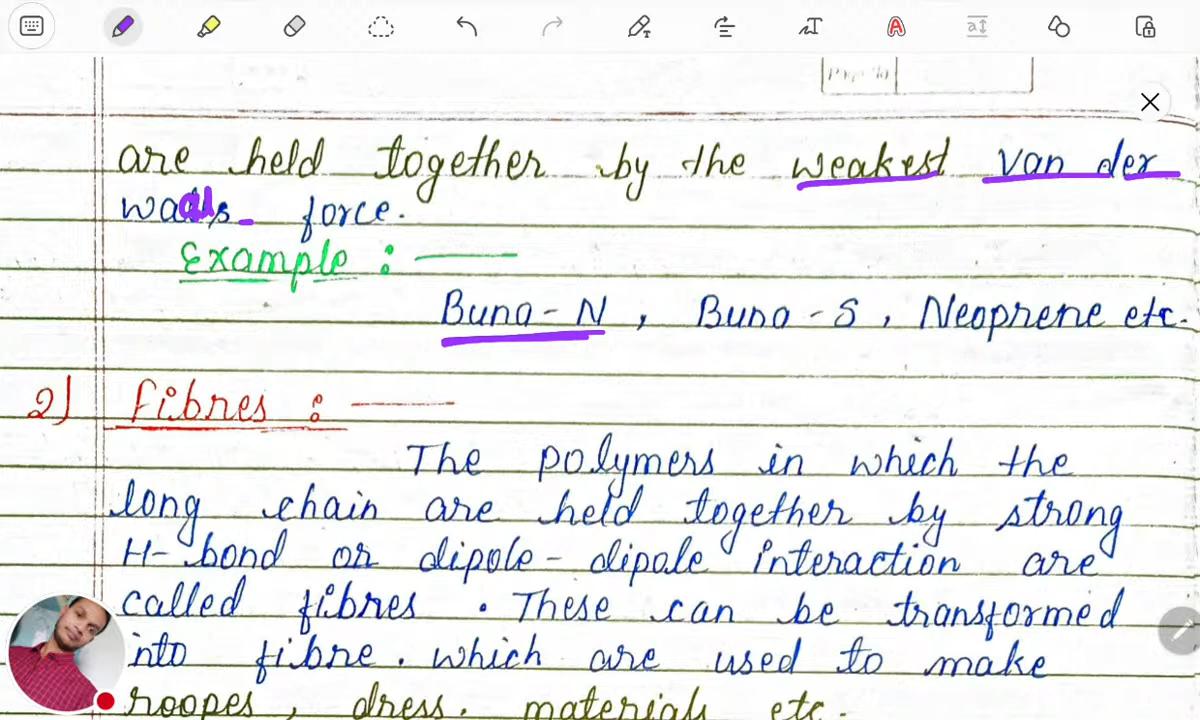 are held together by the weakest Van der
waals force.
Example : ——
Buna - N , Buna - S , Neoprene etc.
2) fibres : ——
The polymers in which the
long chain are held together by strong
H- bond or dipole - dipole interaction are
called fibres . These can be transformed
into fibre . which are used to make
roopes , dress . materials etc.